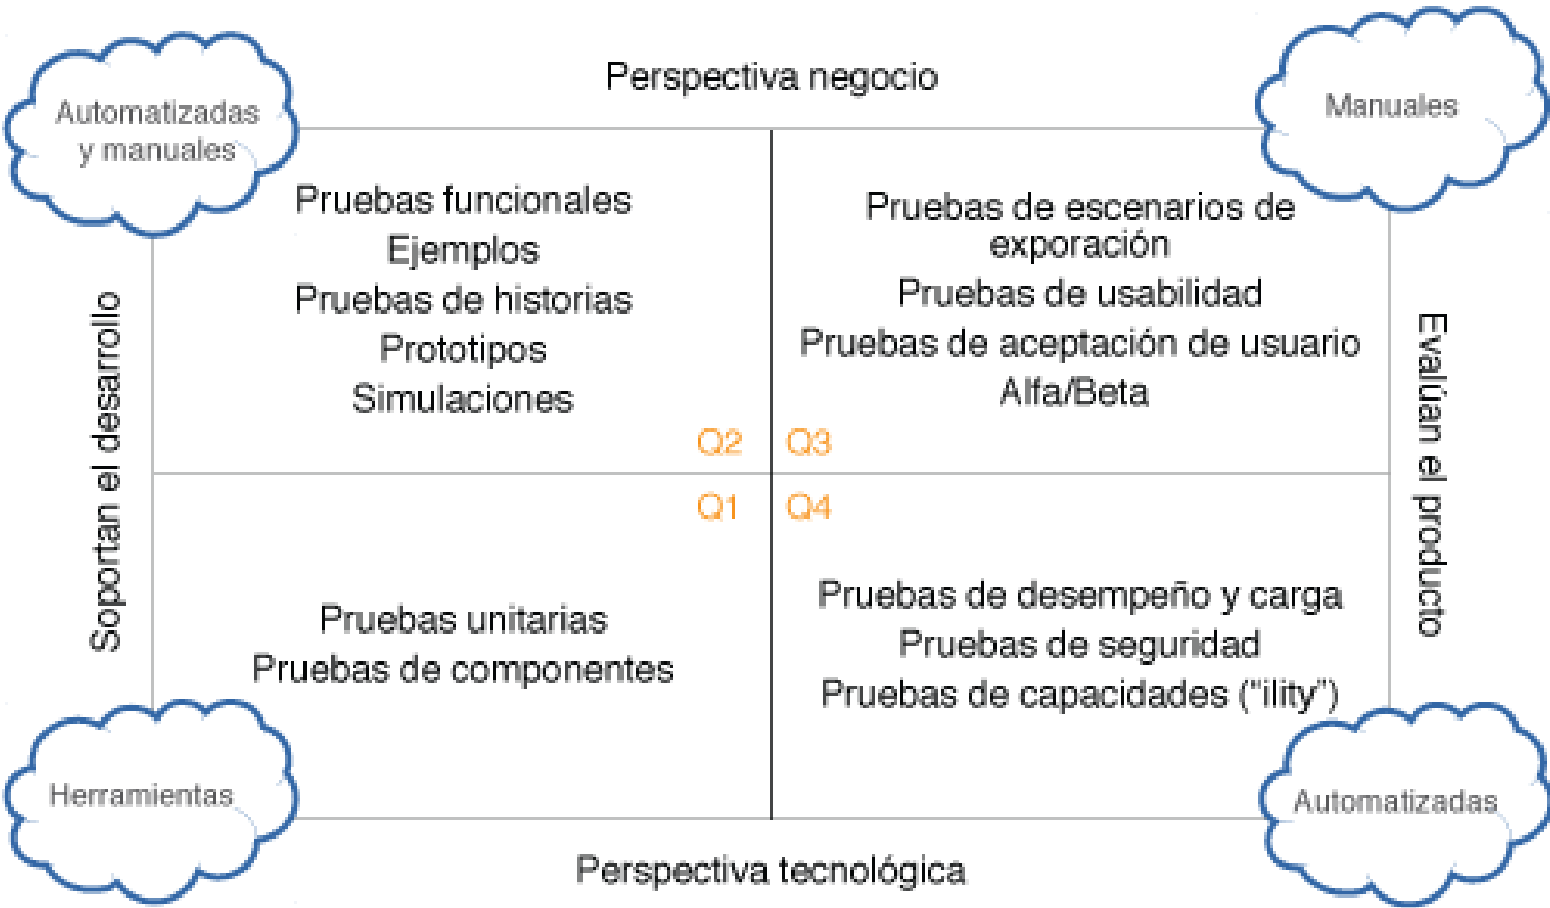 Perspectiva negocio
Automatizadas
y manuales
Manuales
Pruebas funcionales
Ejemplos
Pruebas de historias
Prototipos
Simulaciones
Q2
Pruebas de escenarios de
exporación
Pruebas de usabilidad
Pruebas de aceptación de usuario
Alfa/Beta
Q3
Soportan el desarrollo
Evalúan el producto
Q1
Pruebas unitarias
Pruebas de componentes
Q4
Pruebas de desempeño y carga
Pruebas de seguridad
Pruebas de capacidades ("ility")
Herramientas
Automatizadas
Perspectiva tecnológica